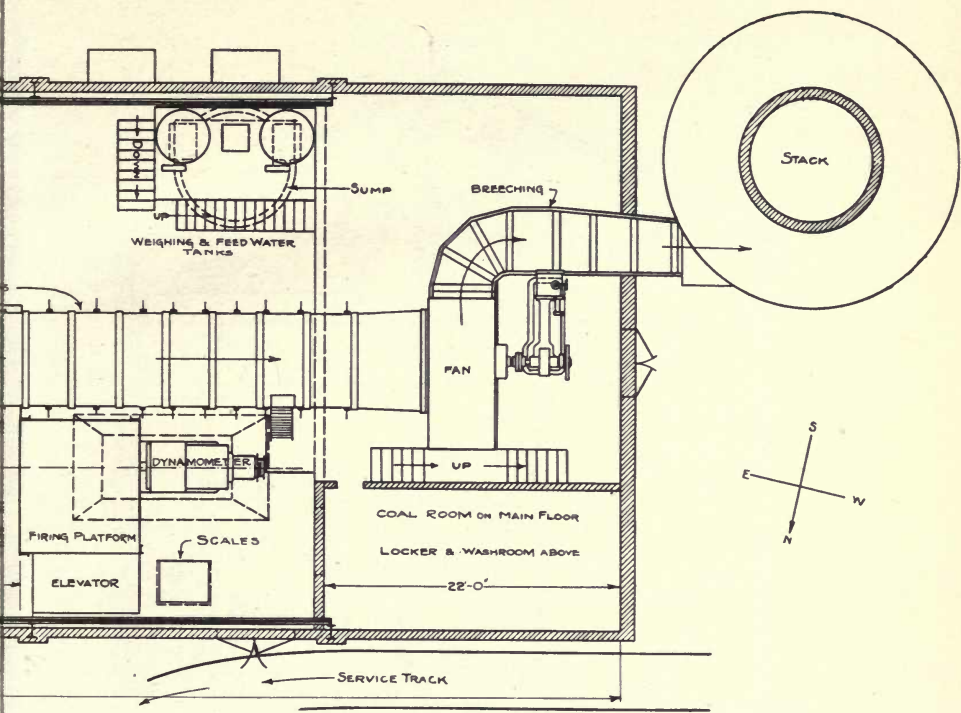 STACK
DOWN
SUMP
BREECHING
UP
WEIGHING & FEED WATER
TANKS
S
FAN
DYNAMOMETER
UP
S
E
W
N
COAL ROOM ON MAIN FLOOR
LOCKER & WASHROOM ABOVE
FIRING PLATFORM
SCALES
ELEVATOR
22'-0"
SERVICE TRACK